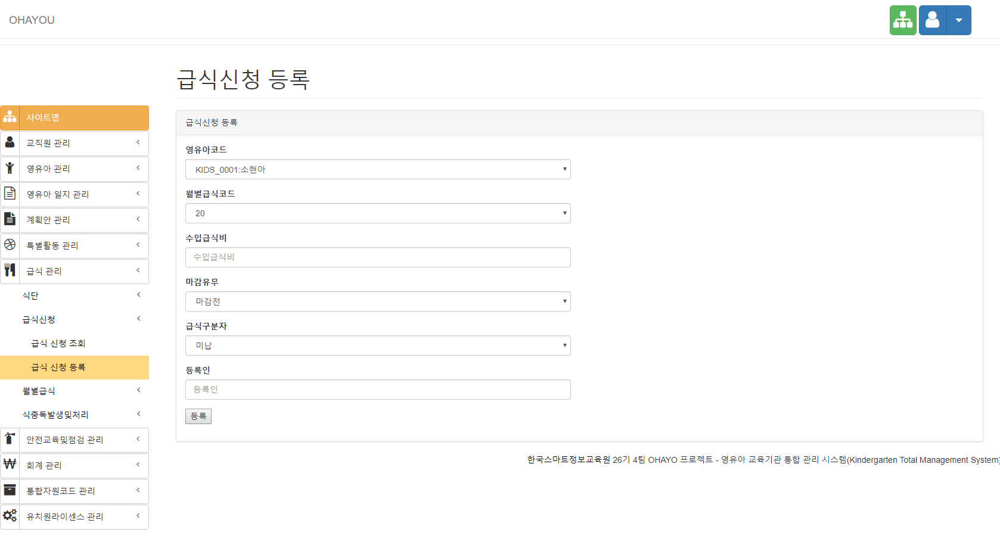 OHAYOU
급식신청 등록
사이트맵
교직원 관리
영유아 관리
영유아 일지 관리
계획안 관리
특별활동 관리
급식 관리
식단
급식신청
급식 신청 조회
급식 신청 등록
월별급식
식중독발생및처리
안전교육및점검 관리
회계 관리
통합자원코드 관리
유치원라이센스 관리
급식신청 등록
영유아코드
KIDS_0001:소현아
월별급식코드
20
수입급식비
수입급식비
마감유무
마감전
급식구분자
미납
등록인
등록인
등록
한국스마트정보교육원 26기 4팀 OHAYO 프로젝트 - 영유아 교육기관 통합 관리 시스템(Kindergarten Total Management System)